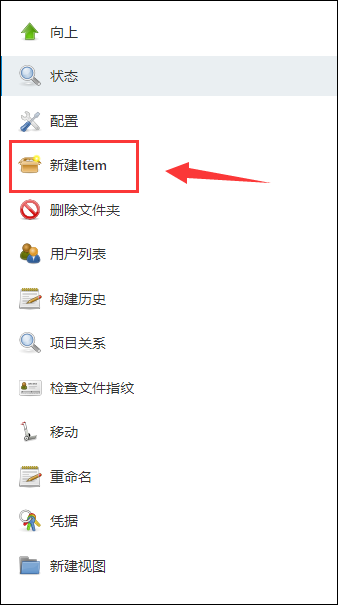 向上
状态
配置
新建Item
删除文件夹
用户列表
构建历史
项目关系
检查文件指纹
移动
重命名
凭据
新建视图